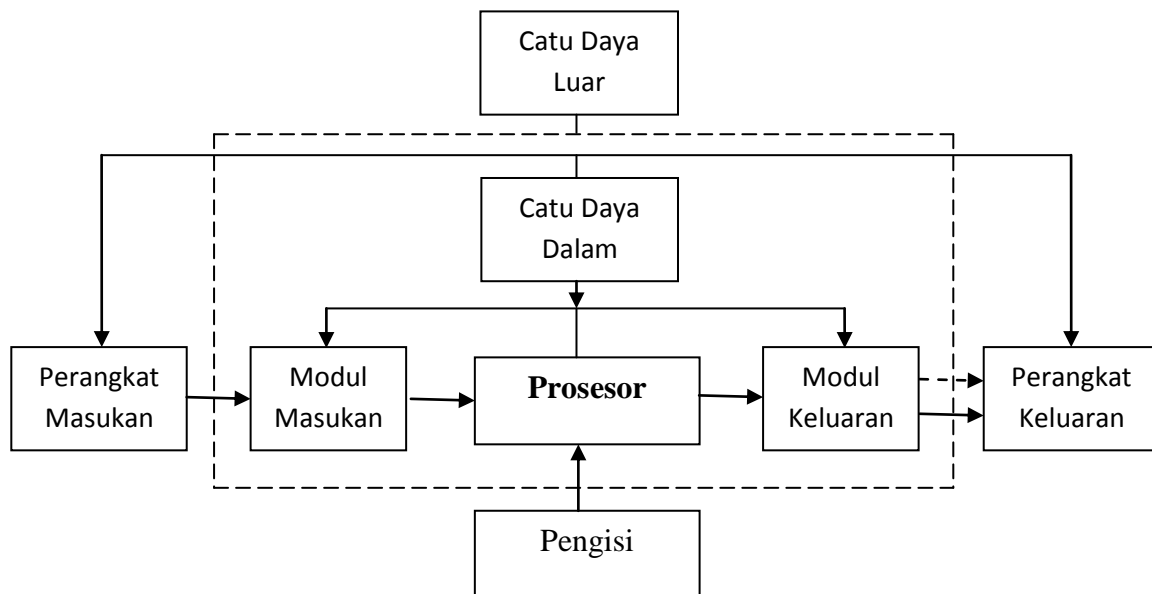 Catu Daya
Luar
Catu Daya
Dalam
Perangkat
Masukan
Modul
Masukan
Prosesor
Modul
Keluaran
Perangkat
Keluaran
Pengisi